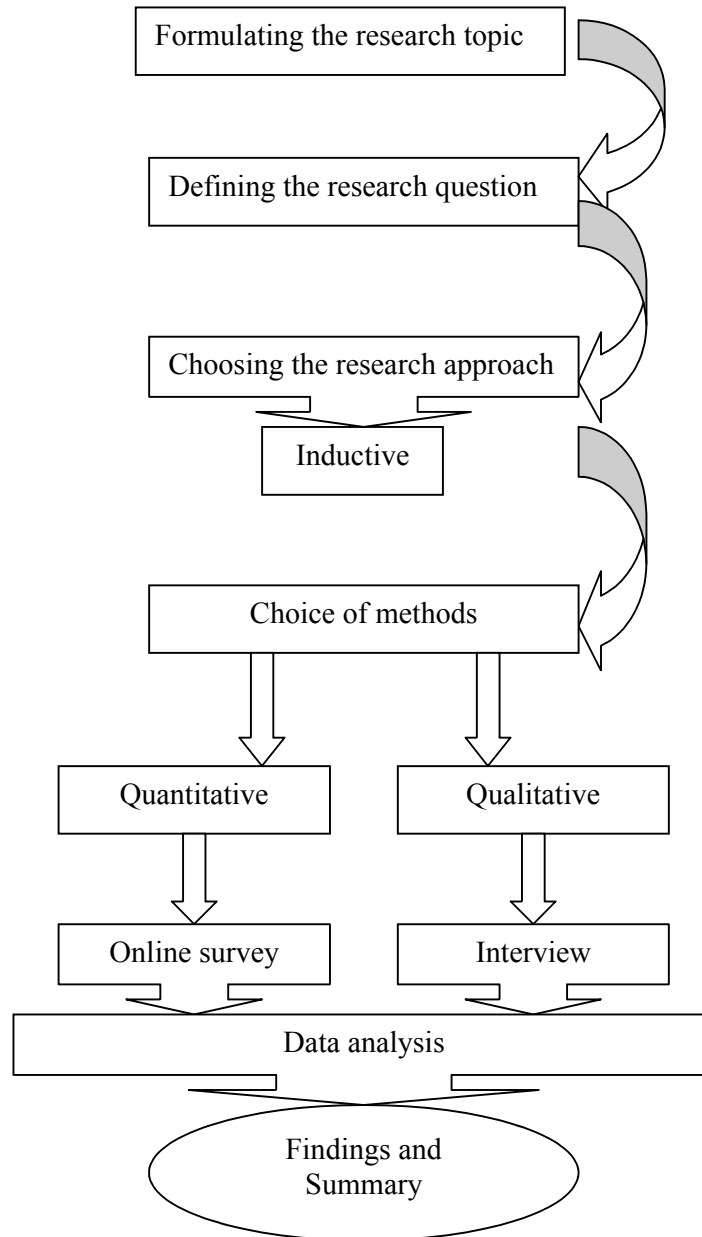 Formulating the research topic
Defining the research question
Choosing the research approach
Inductive
Choice of methods
Quantitative
Qualitative
Online survey
Interview
Data analysis
Findings and
Summary